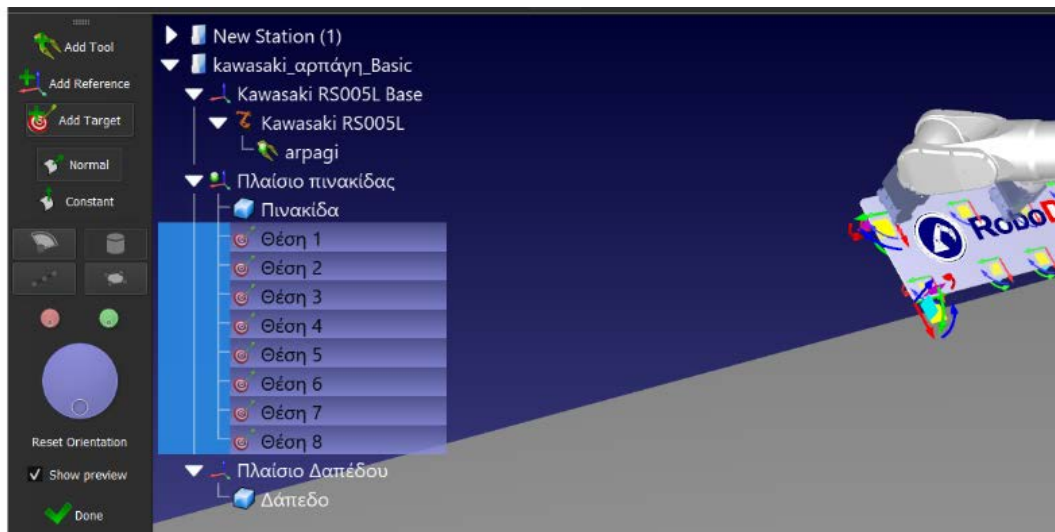 Add Tool
Add Reference
Add Target
Normal
Constant
Reset Orientation
Show preview
Done
New Station (1)
kawasaki_αρπάγη_Basic
Kawasaki RS005L Base
Kawasaki RS005L
arpagi
Πλαίσιο πινακίδας
Πινακίδα
Θέση 1
Θέση 2
Θέση 3
Θέση 4
Θέση 5
Θέση 6
Θέση 7
Θέση 8
Πλαίσιο Δαπέδου
Δάπεδο
RoboD